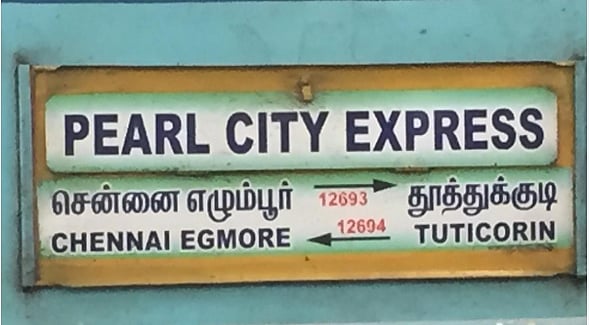 PEARL CITY EXPRESS
சென்னை எழும்பூர் 12693 தூத்துக்குடி
CHENNAI EGMORE 12694 TUTICORIN